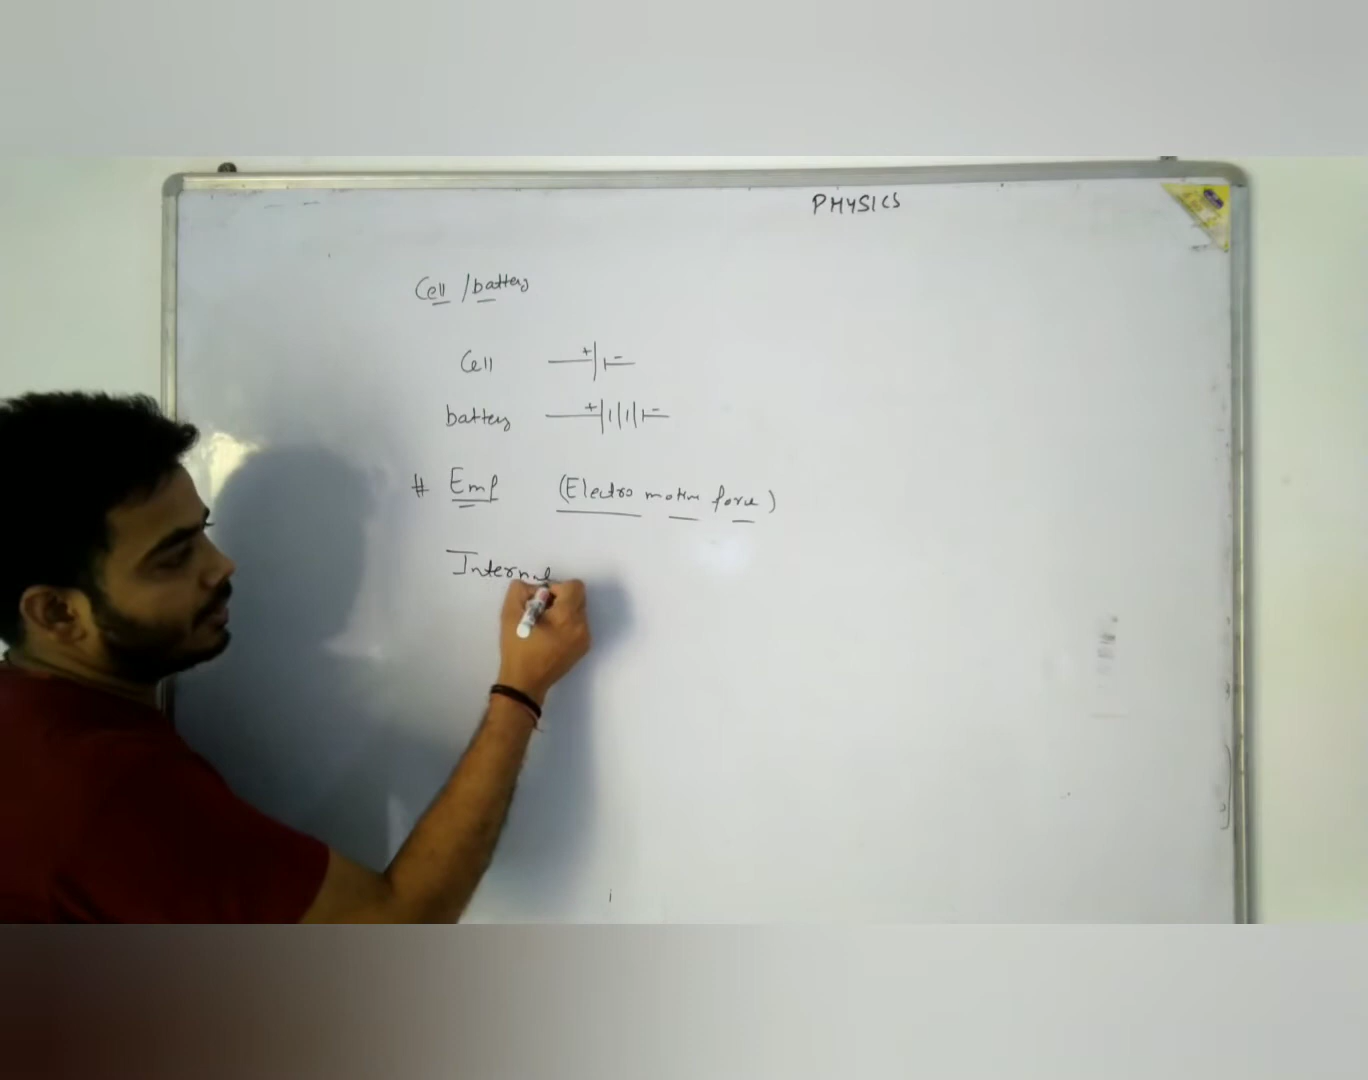 PHYSICS
Cell / battery
Cell + -
battery + -
# Emf (Electro motive force)
Internal